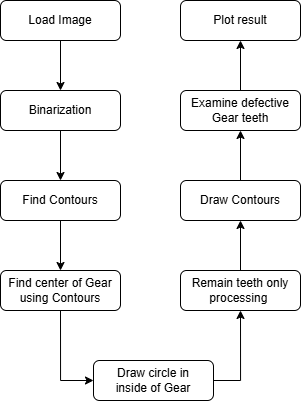 Load Image
Binarization
Find Contours
Find center of Gear
using Contours
Draw circle in
inside of Gear
Remain teeth only
processing
Draw Contours
Examine defective
Gear teeth
Plot result